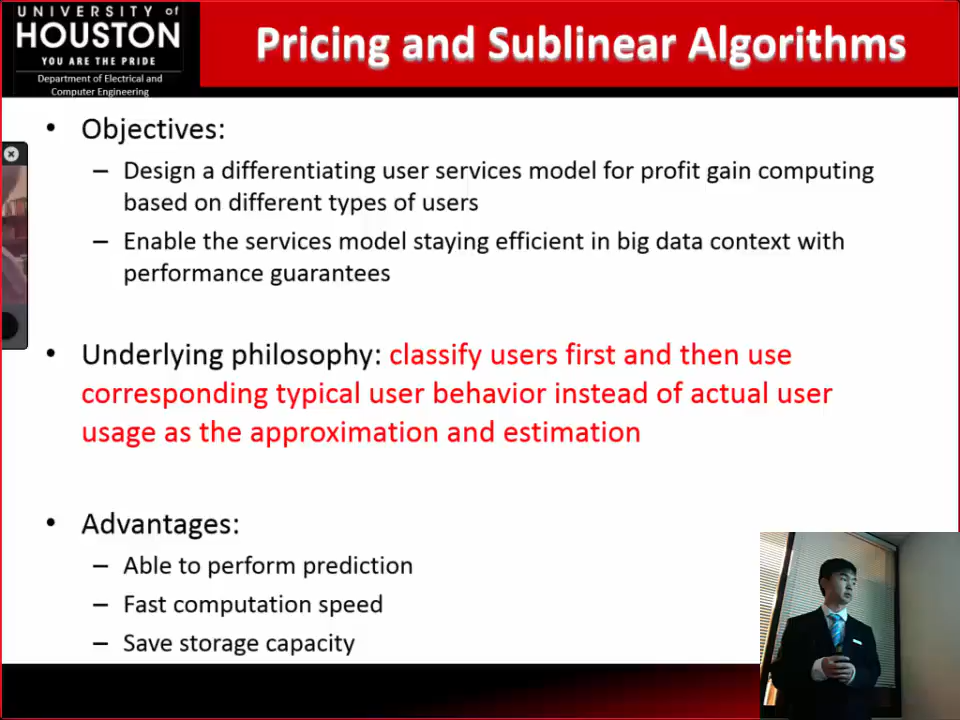 UNIVERSITY of
HOUSTON
YOU ARE THE PRIDE
Department of Electrical and
Computer Engineering
Pricing and Sublinear Algorithms
• Objectives:
– Design a differentiating user services model for profit gain computing
based on different types of users
– Enable the services model staying efficient in big data context with
performance guarantees
• Underlying philosophy: classify users first and then use
corresponding typical user behavior instead of actual user
usage as the approximation and estimation
• Advantages:
– Able to perform prediction
– Fast computation speed
– Save storage capacity